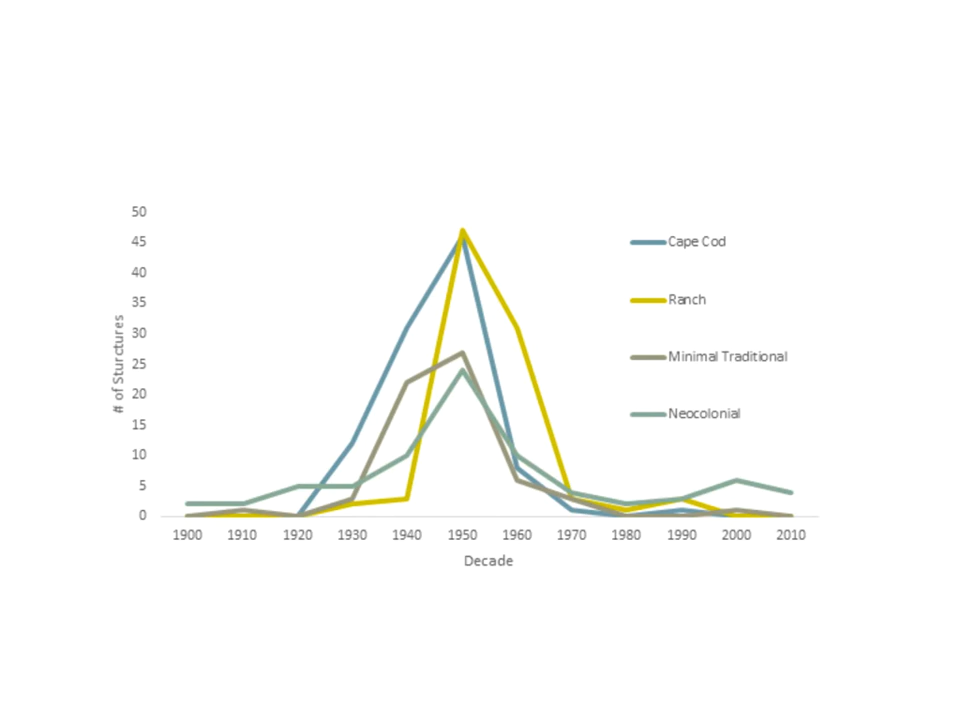 50
45
40
35
30
25
20
15
10
5
0
# of Sturctures
1900 1910 1920 1930 1940 1950 1960 1970 1980 1990 2000 2010
Decade
Cape Cod
Ranch
Minimal Traditional
Neocolonial